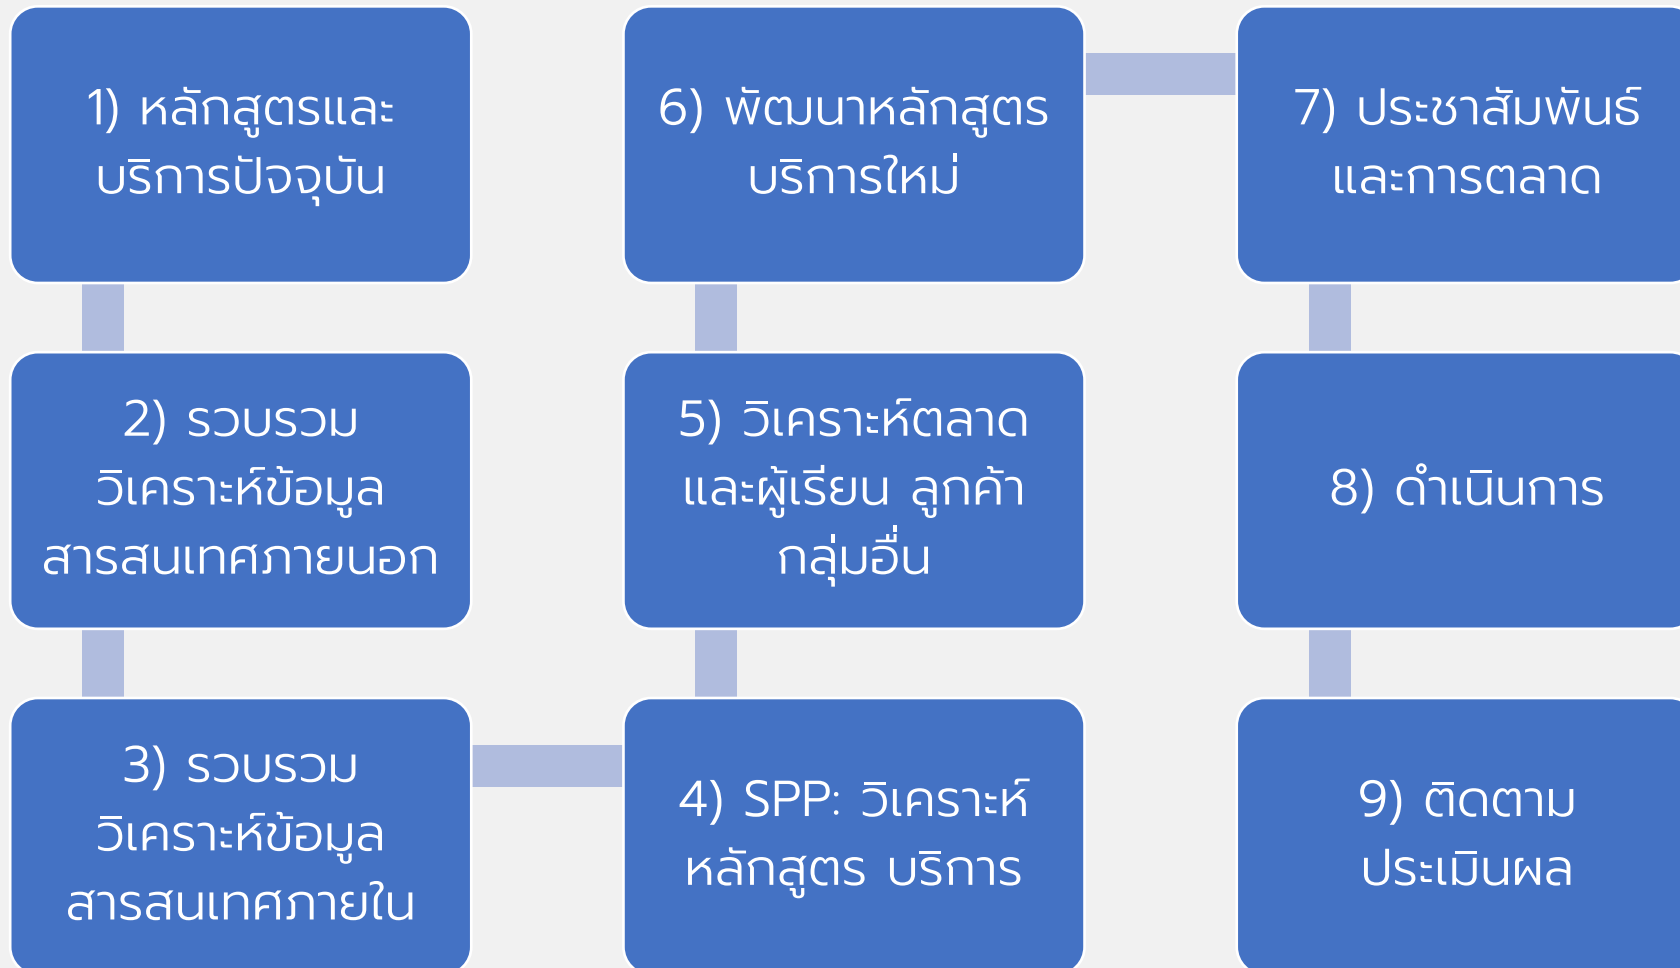 1) หลักสูตรและ
บริการปัจจุบัน
2) รวบรวม
วิเคราะห์ข้อมูล
สารสนเทศภายนอก
3) รวบรวม
วิเคราะห์ข้อมูล
สารสนเทศภายใน
4) SPP: วิเคราะห์
หลักสูตร บริการ
5) วิเคราะห์ตลาด
และผู้เรียน ลูกค้า
กลุ่มอื่น
6) พัฒนาหลักสูตร
บริการใหม่
7) ประชาสัมพันธ์
และการตลาด
8) ดำเนินการ
9) ติดตาม
ประเมินผล